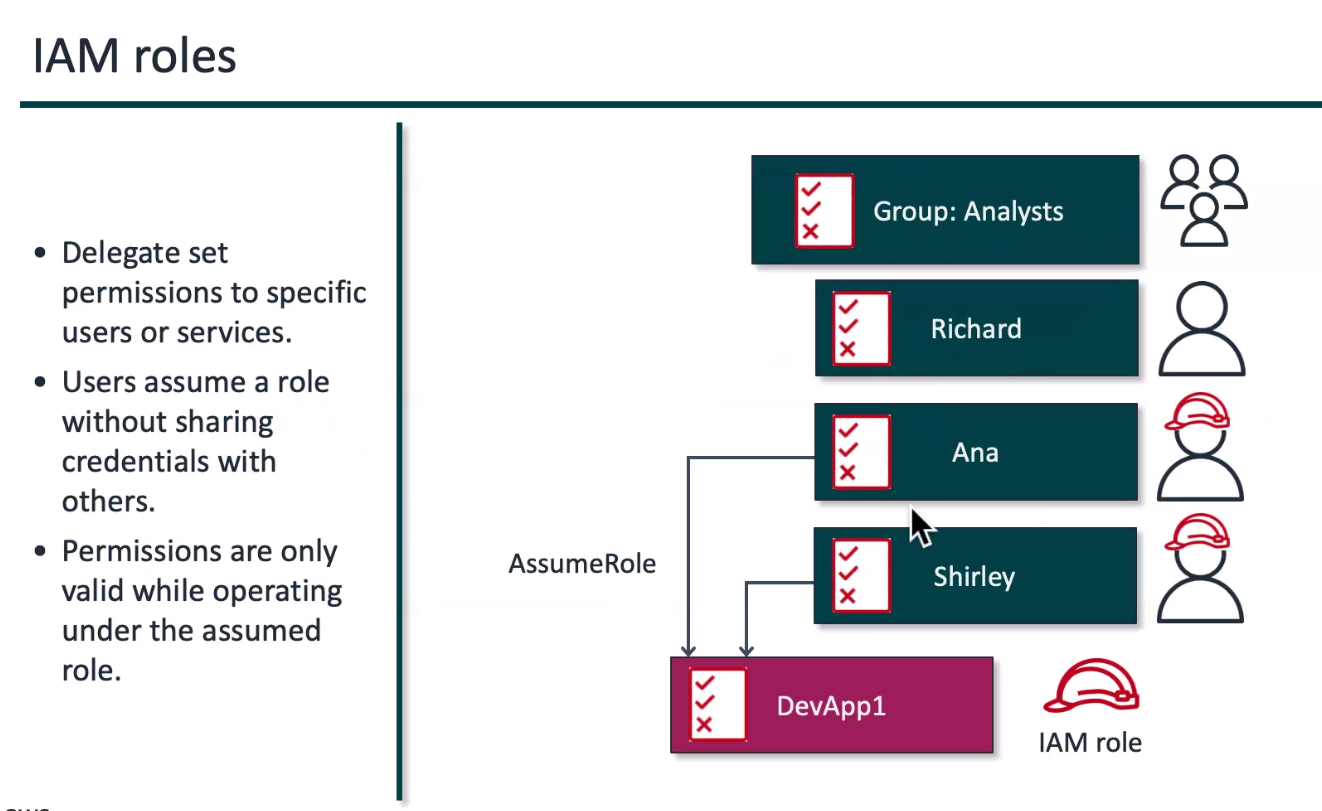 IAM roles
• Delegate set
permissions to specific
users or services.
• Users assume a role
without sharing
credentials with
others.
• Permissions are only
valid while operating
under the assumed
role.
Group: Analysts
Richard
Ana
AssumeRole
Shirley
DevApp1
IAM role